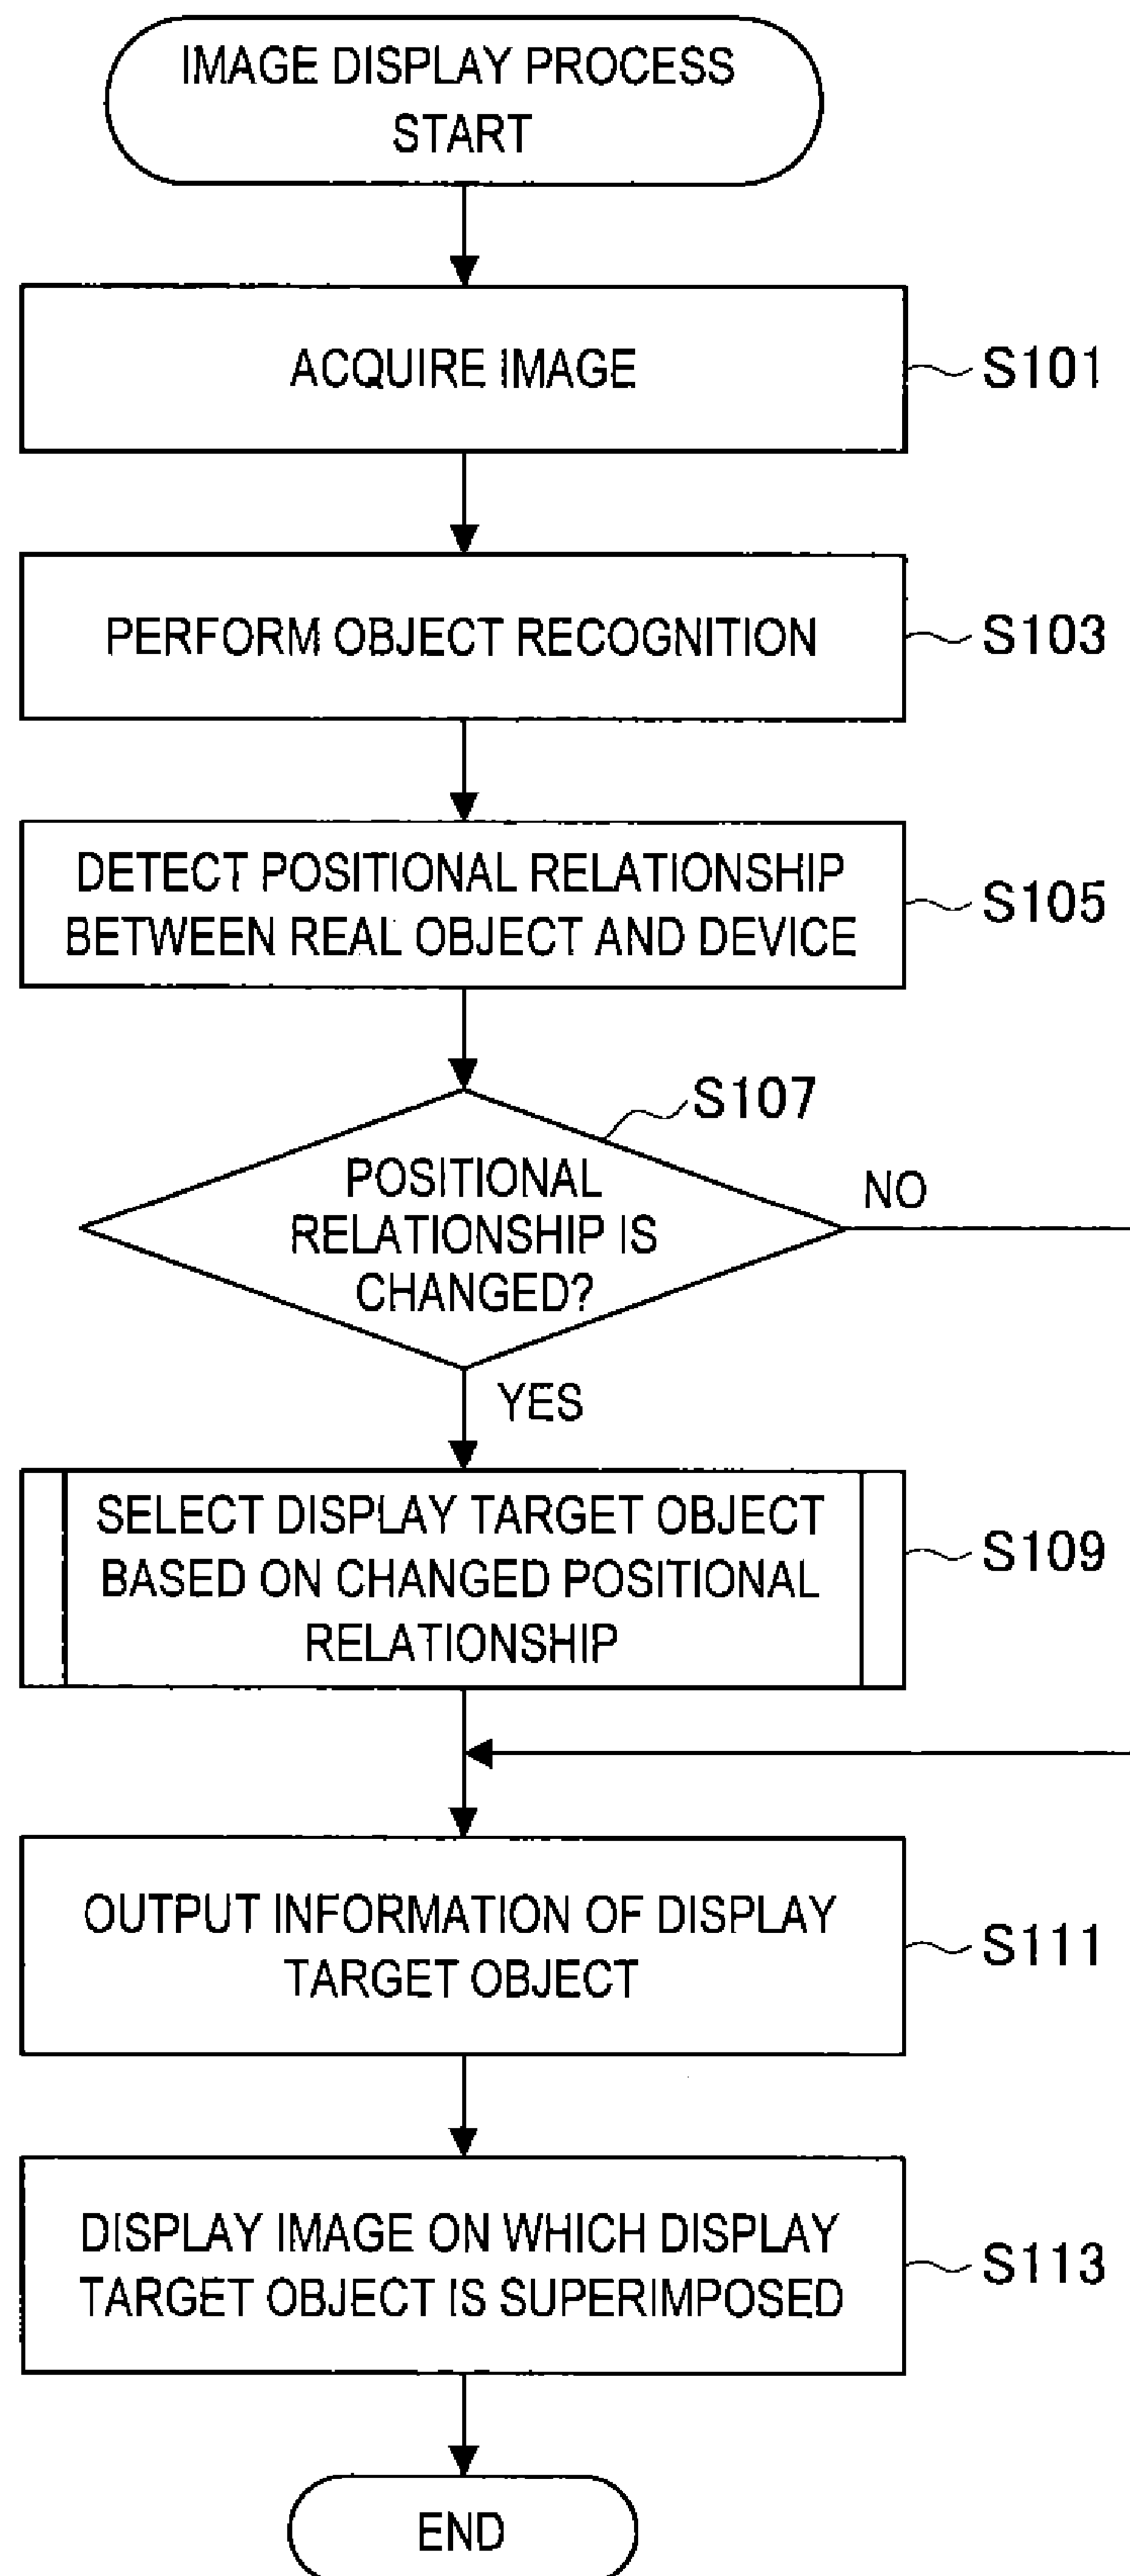 IMAGE DISPLAY PROCESS
START
ACQUIRE IMAGE
S101
PERFORM OBJECT RECOGNITION
S103
DETECT POSITIONAL RELATIONSHIP
BETWEEN REAL OBJECT AND DEVICE
S105
S107
POSITIONAL
RELATIONSHIP IS
CHANGED?
NO
YES
SELECT DISPLAY TARGET OBJECT
BASED ON CHANGED POSITIONAL
RELATIONSHIP
S109
OUTPUT INFORMATION OF DISPLAY
TARGET OBJECT
S111
DISPLAY IMAGE ON WHICH DISPLAY
TARGET OBJECT IS SUPERIMPOSED
S113
END